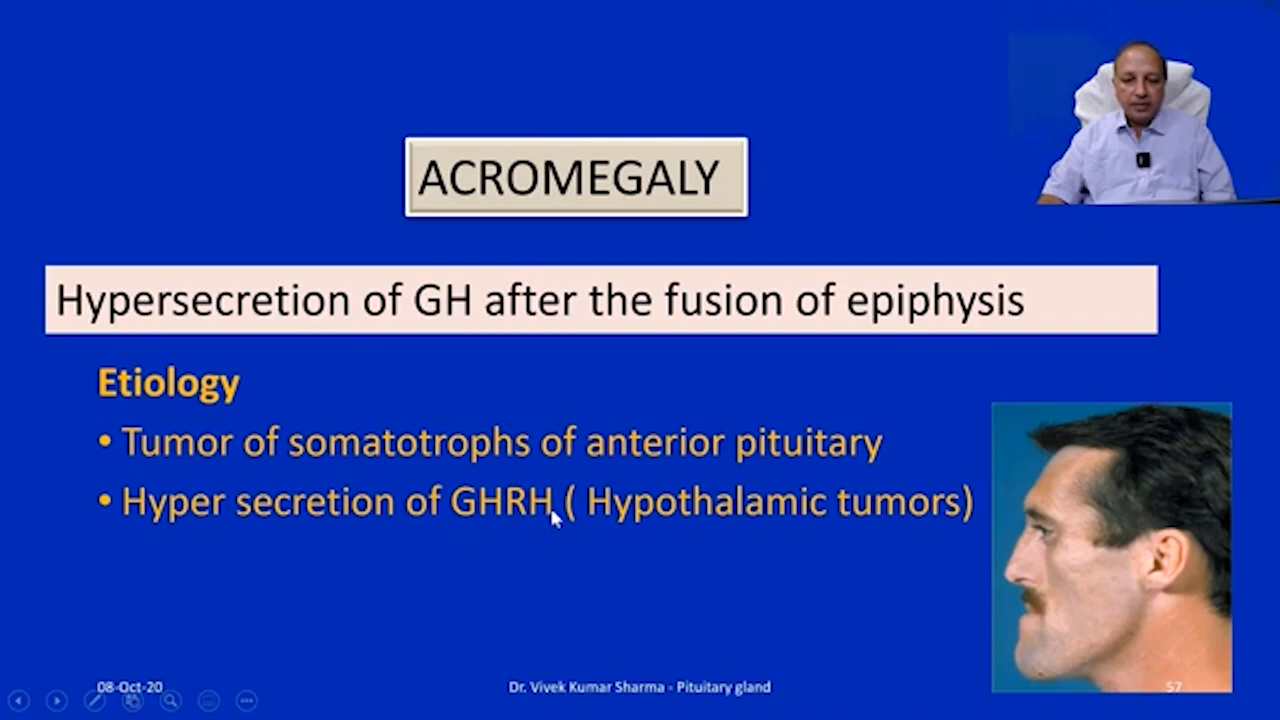 ACROMEGALY
Hypersecretion of GH after the fusion of epiphysis
Etiology
• Tumor of somatotrophs of anterior pituitary
• Hyper secretion of GHRH ( Hypothalamic tumors)
08-Oct-20
Dr. Vivek Kumar Sharma - Pituitary gland
57